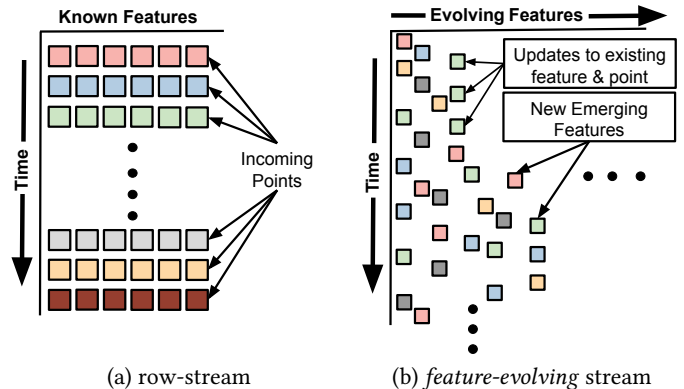 Known Features
Time
Incoming
Points
(a) row-stream
Evolving Features
Time
Updates to existing
feature & point
New Emerging
Features
(b) feature-evolving stream